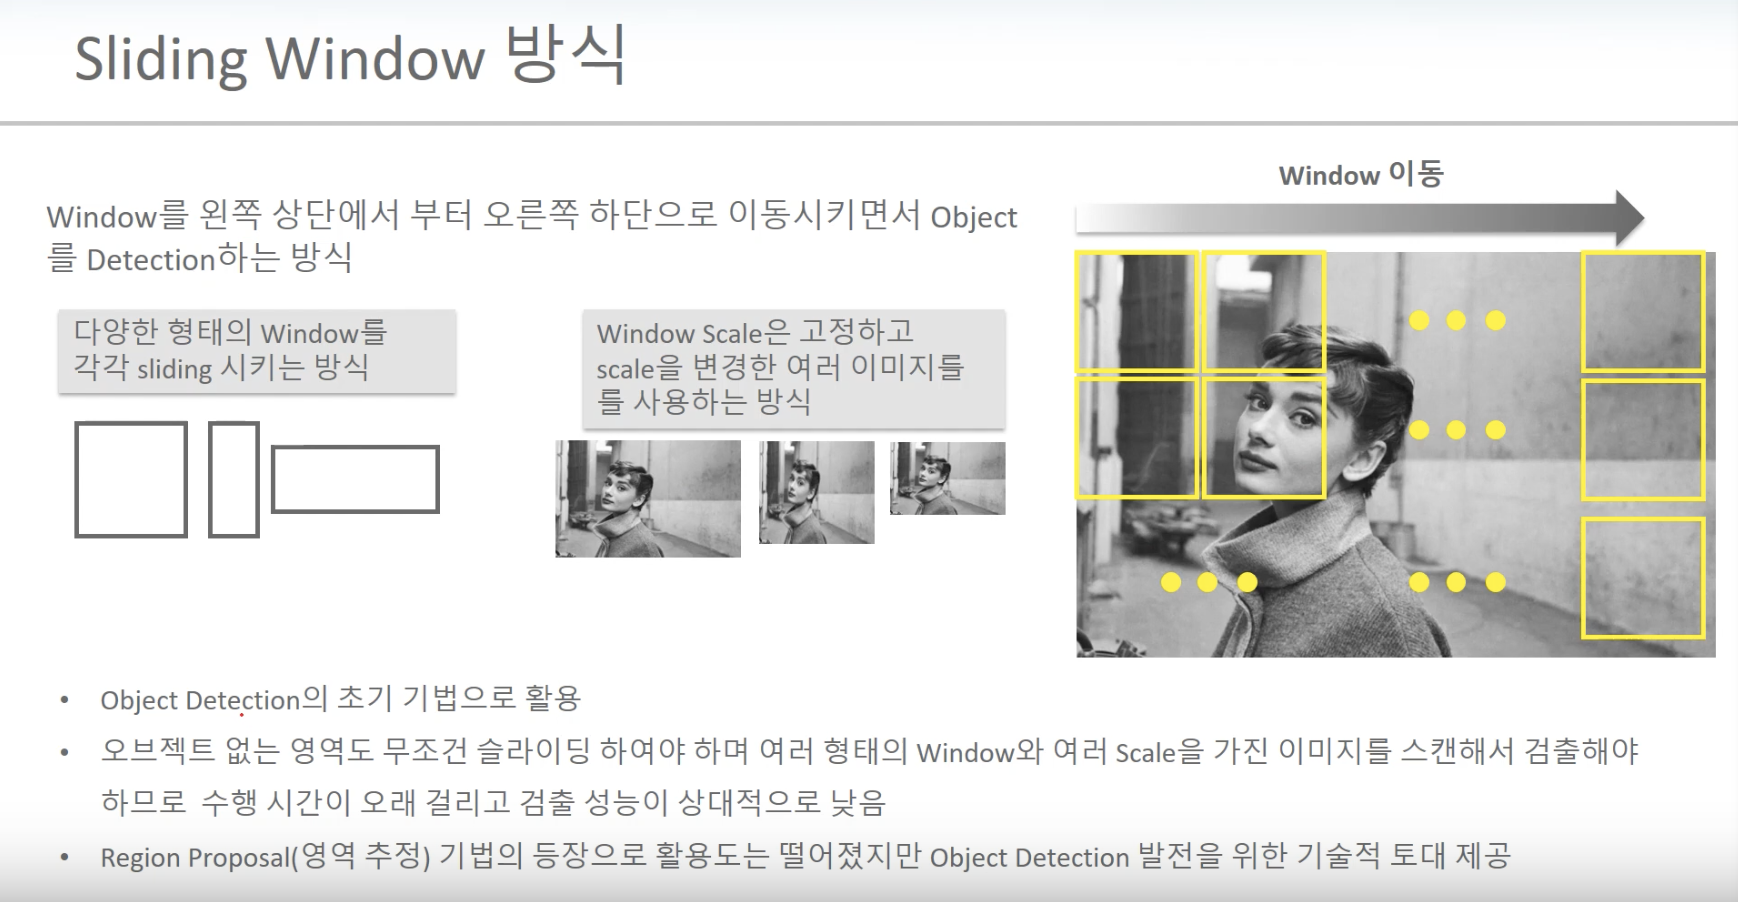 Sliding Window 방식
Window 이동
Window를 왼쪽 상단에서 부터 오른쪽 하단으로 이동시키면서 Object
를 Detection하는 방식
다양한 형태의 Window를
각각 sliding 시키는 방식
Window Scale은 고정하고
scale을 변경한 여러 이미지를
를 사용하는 방식
• Object Detection의 초기 기법으로 활용
• 오브젝트 없는 영역도 무조건 슬라이딩 하여야 하며 여러 형태의 Window와 여러 Scale을 가진 이미지를 스캔해서 검출해야
하므로 수행 시간이 오래 걸리고 검출 성능이 상대적으로 낮음
• Region Proposal(영역 추정) 기법의 등장으로 활용도는 떨어졌지만 Object Detection 발전을 위한 기술적 토대 제공